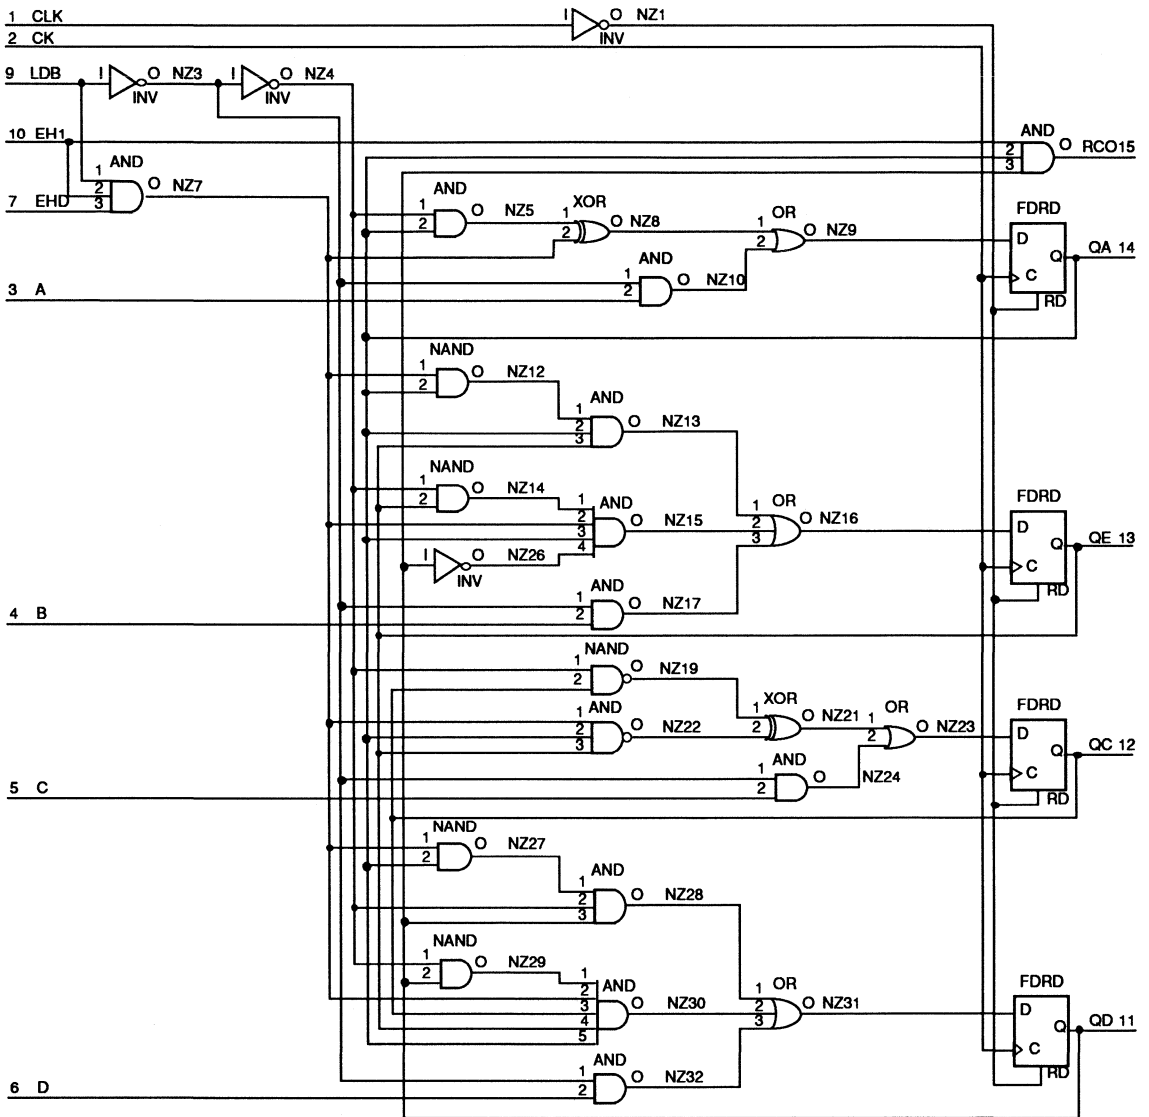 1 CLK I O NZ1
INV
2 CK
9 LDB I O NZ3 I O NZ4
INV INV
10 EH1
AND
2 O RCO15
3
AND
1 O NZ7
2
3
7 EHD
AND
1 O NZ5
2
XOR
1 O NZ8
2
OR
1 O NZ9
2
FDRD
D
Q QA 14
C
RD
AND
1 O NZ10
2
3 A
NAND
1 O NZ12
2
AND
1 O NZ13
2
3
NAND
1 O NZ14
2
AND
1 O NZ15
2
3
4
I O NZ26
INV
OR
1 O NZ16
2
3
FDRD
D
Q QE 13
C
RD
AND
1 O NZ17
2
4 B
NAND
1 O NZ19
2
AND
1 O NZ22
2
3
XOR
1 O NZ21
2
OR
1 O NZ23
2
FDRD
D
Q QC 12
C
RD
AND
1 O NZ24
2
5 C
NAND
1 O NZ27
2
AND
1 O NZ28
2
3
NAND
1 O NZ29
2
AND
1 O NZ30
2
3
4
5
OR
1 O NZ31
2
3
FDRD
D
Q QD 11
C
RD
AND
1 O NZ32
2
6 D